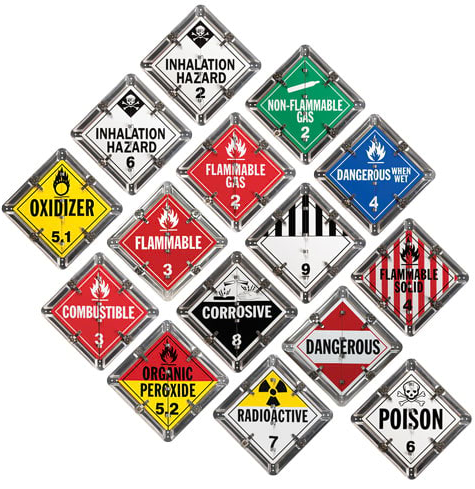 INHALATION
HAZARD
2
NON-FLAMMABLE
GAS
2
INHALATION
HAZARD
6
FLAMMABLE
GAS
2
DANGEROUS WHEN
WET
4
OXIDIZER
5.1
FLAMMABLE
3
9
FLAMMABLE
SOLID
4
COMBUSTIBLE
3
CORROSIVE
8
DANGEROUS
ORGANIC
PEROXIDE
5.2
RADIOACTIVE
7
POISON
6